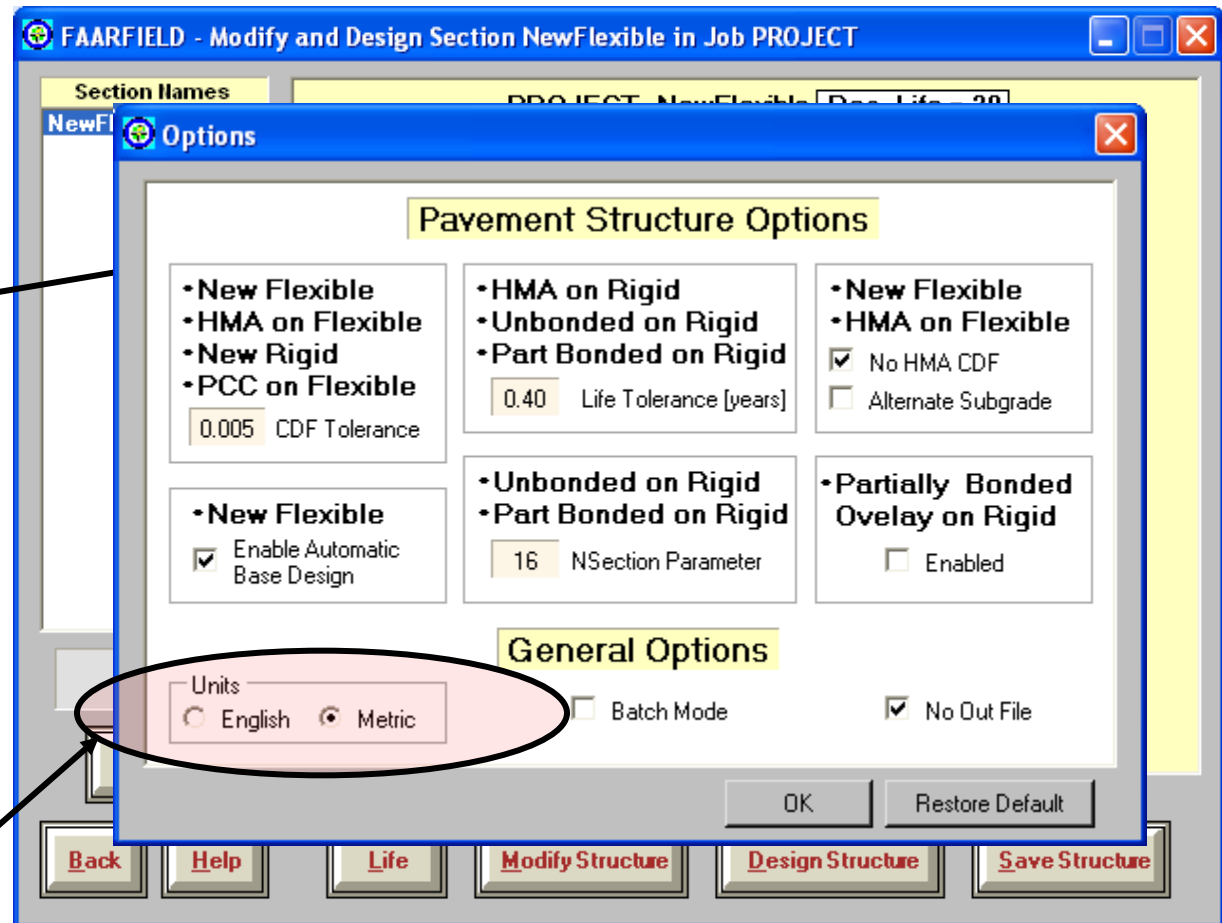 FAARFIELD - Modify and Design Section NewFlexible in Job PROJECT
Section Names
NewFl
Options
Pavement Structure Options
•New Flexible
•HMA on Flexible
•New Rigid
•PCC on Flexible
0.005 CDF Tolerance
•HMA on Rigid
•Unbonded on Rigid
•Part Bonded on Rigid
0.40 Life Tolerance [years]
•New Flexible
•HMA on Flexible
No HMA CDF
Alternate Subgrade
•New Flexible
Enable Automatic
Base Design
•Unbonded on Rigid
•Part Bonded on Rigid
16 NSection Parameter
•Partially Bonded
Ovelay on Rigid
Enabled
General Options
Units
English Metric
Batch Mode
No Out File
OK
Restore Default
Back
Help
Life
Modify Structure
Design Structure
Save Structure